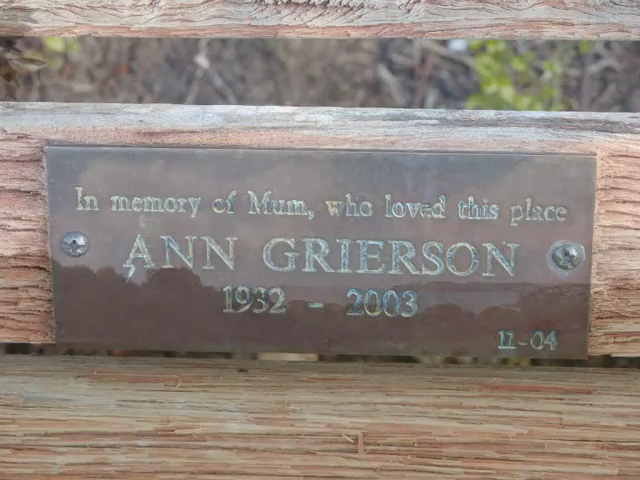 In memory of Mum, who loved this place
ANN GRIERSON
1932 - 2003
11-04